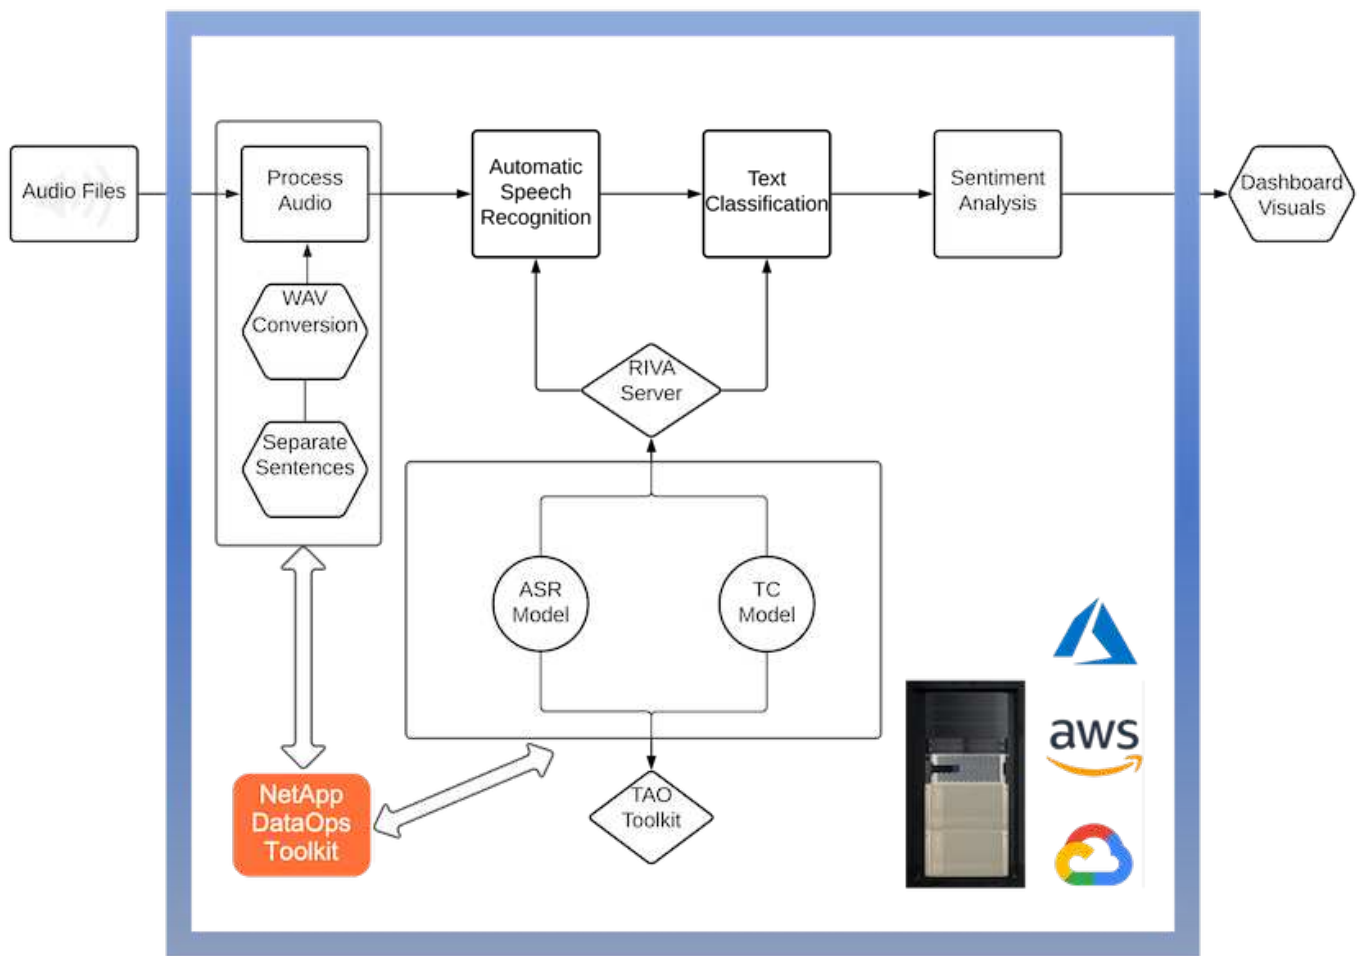 Audio Files
Process
Audio
Automatic
Speech
Recognition
Text
Classification
Sentiment
Analysis
Dashboard
Visuals
WAV
Conversion
Separate
Sentences
RIVA
Server
ASR
Model
TC
Model
NetApp
DataOps
Toolkit
TAO
Toolkit
aws